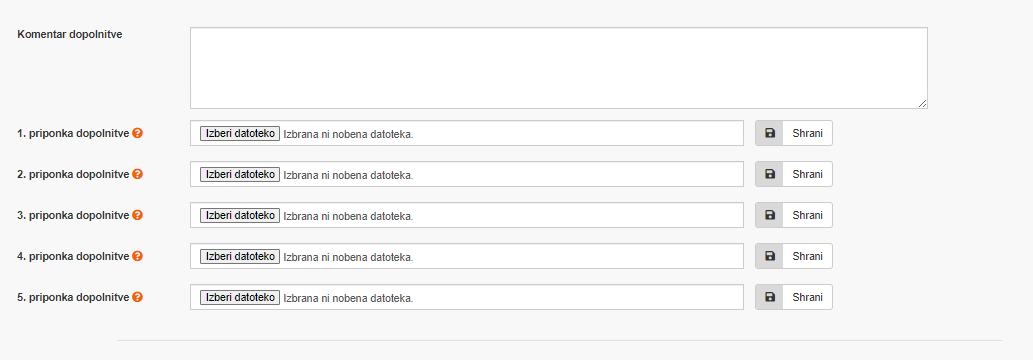 Komentar dopolnitve
1. priponka dopolnitve ? Izberi datoteko Izbrana ni nobena datoteka. Shrani
2. priponka dopolnitve ? Izberi datoteko Izbrana ni nobena datoteka. Shrani
3. priponka dopolnitve ? Izberi datoteko Izbrana ni nobena datoteka. Shrani
4. priponka dopolnitve ? Izberi datoteko Izbrana ni nobena datoteka. Shrani
5. priponka dopolnitve ? Izberi datoteko Izbrana ni nobena datoteka. Shrani